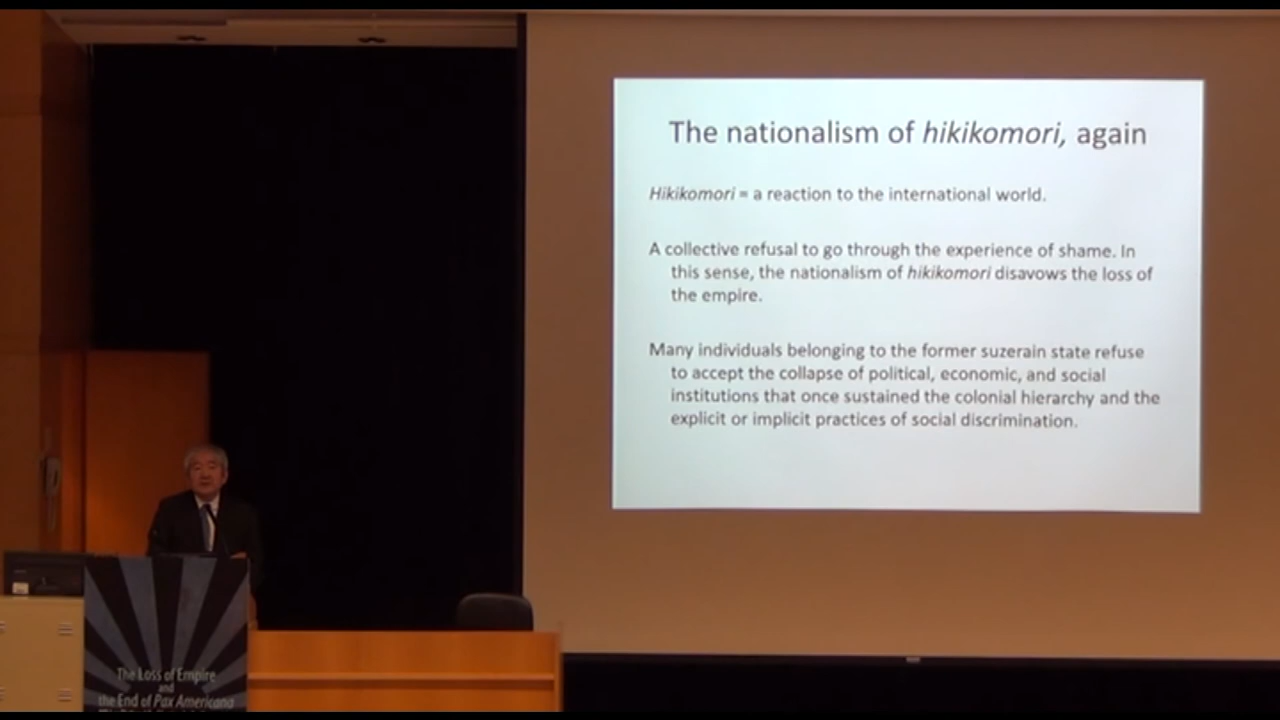 The nationalism of hikikomori, again
Hikikomori = a reaction to the international world.
A collective refusal to go through the experience of shame. In
this sense, the nationalism of hikikomori disavows the loss of
the empire.
Many individuals belonging to the former suzerain state refuse
to accept the collapse of political, economic, and social
institutions that once sustained the colonial hierarchy and the
explicit or implicit practices of social discrimination.
The Loss of Empire
and
the End of Pax Americana